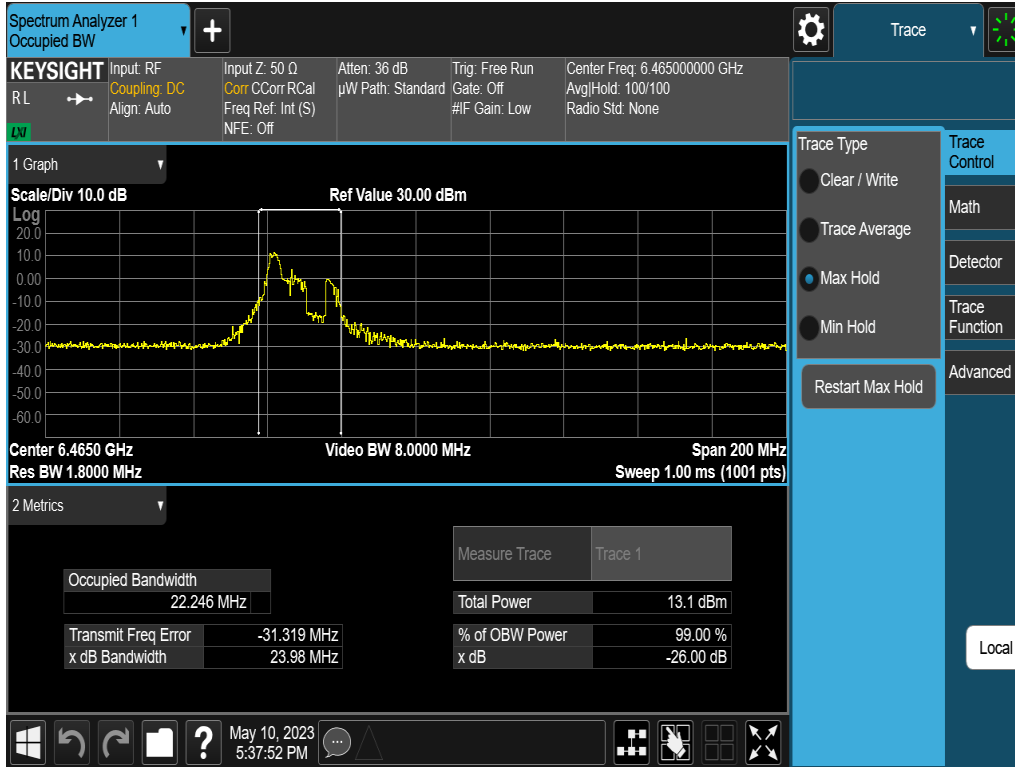 Spectrum Analyzer 1
Occupied BW
+
Trace
KEYSIGHT
R L
LXI
Input: RF
Coupling: DC
Align: Auto
Input Z: 50 Ω
Corr CCorr RCal
Freq Ref: Int (S)
NFE: Off
Atten: 36 dB
µW Path: Standard
Trig: Free Run
Gate: Off
#IF Gain: Low
Center Freq: 6.465000000 GHz
Avg|Hold: 100/100
Radio Std: None
1 Graph
Scale/Div 10.0 dB
Ref Value 30.00 dBm
Log
20.0
10.0
0.00
-10.0
-20.0
-30.0
-40.0
-50.0
-60.0
Center 6.4650 GHz
Video BW 8.0000 MHz
Span 200 MHz
Res BW 1.8000 MHz
Sweep 1.00 ms (1001 pts)
2 Metrics
Measure Trace Trace 1
Occupied Bandwidth
22.246 MHz
Total Power 13.1 dBm
Transmit Freq Error -31.319 MHz
% of OBW Power 99.00 %
x dB Bandwidth 23.98 MHz
x dB -26.00 dB
Trace Type
Clear / Write
Trace Average
Max Hold
Min Hold
Restart Max Hold
Trace
Control
Math
Detector
Trace
Function
Advanced
Local
?
May 10, 2023
5:37:52 PM